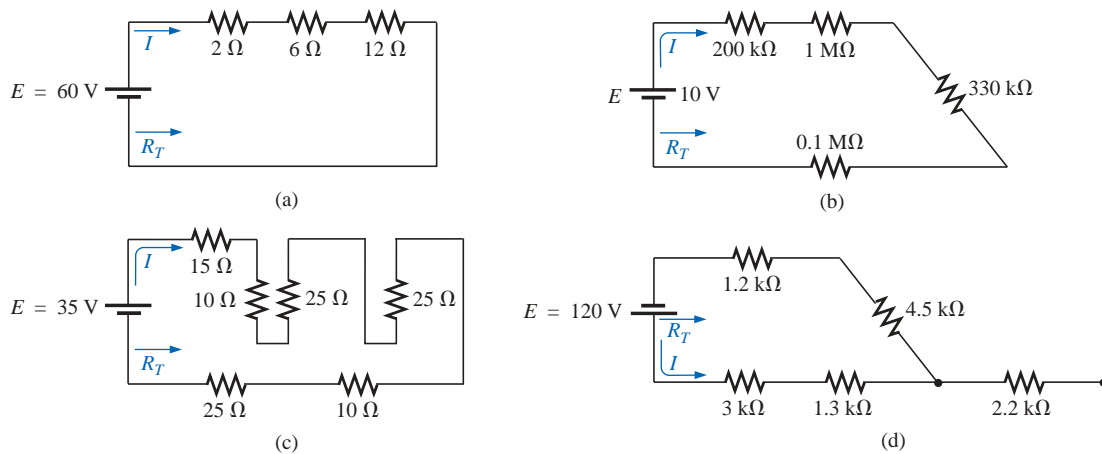 I
2 Ω
6 Ω
12 Ω
E = 60 V
R_T
(a)
I
200 kΩ
1 MΩ
E
10 V
330 kΩ
R_T
0.1 MΩ
(b)
I
15 Ω
10 Ω
25 Ω
25 Ω
E = 35 V
R_T
25 Ω
10 Ω
(c)
1.2 kΩ
E = 120 V
4.5 kΩ
R_T
I
3 kΩ
1.3 kΩ
2.2 kΩ
(d)